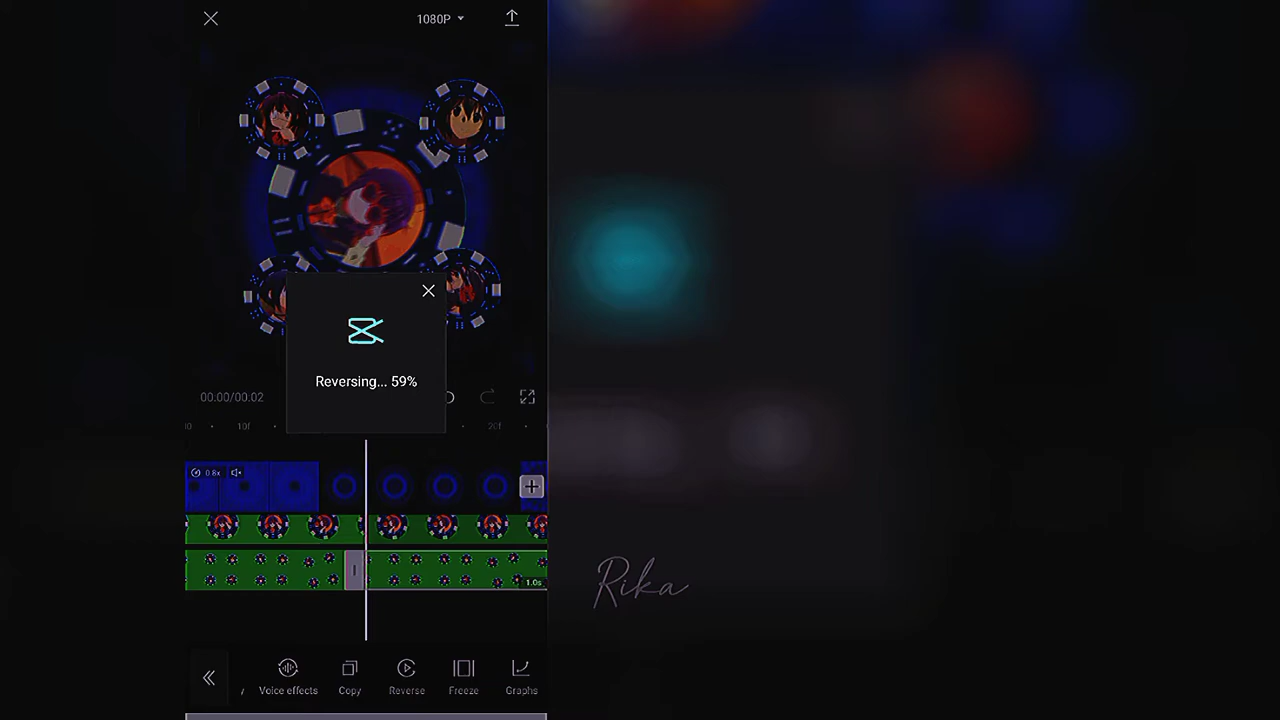 1080P
Reversing... 59%
00:00/00:02
10f
20f
0.8x
1.0s
Rika
Voice effects
Copy
Reverse
Freeze
Graphs